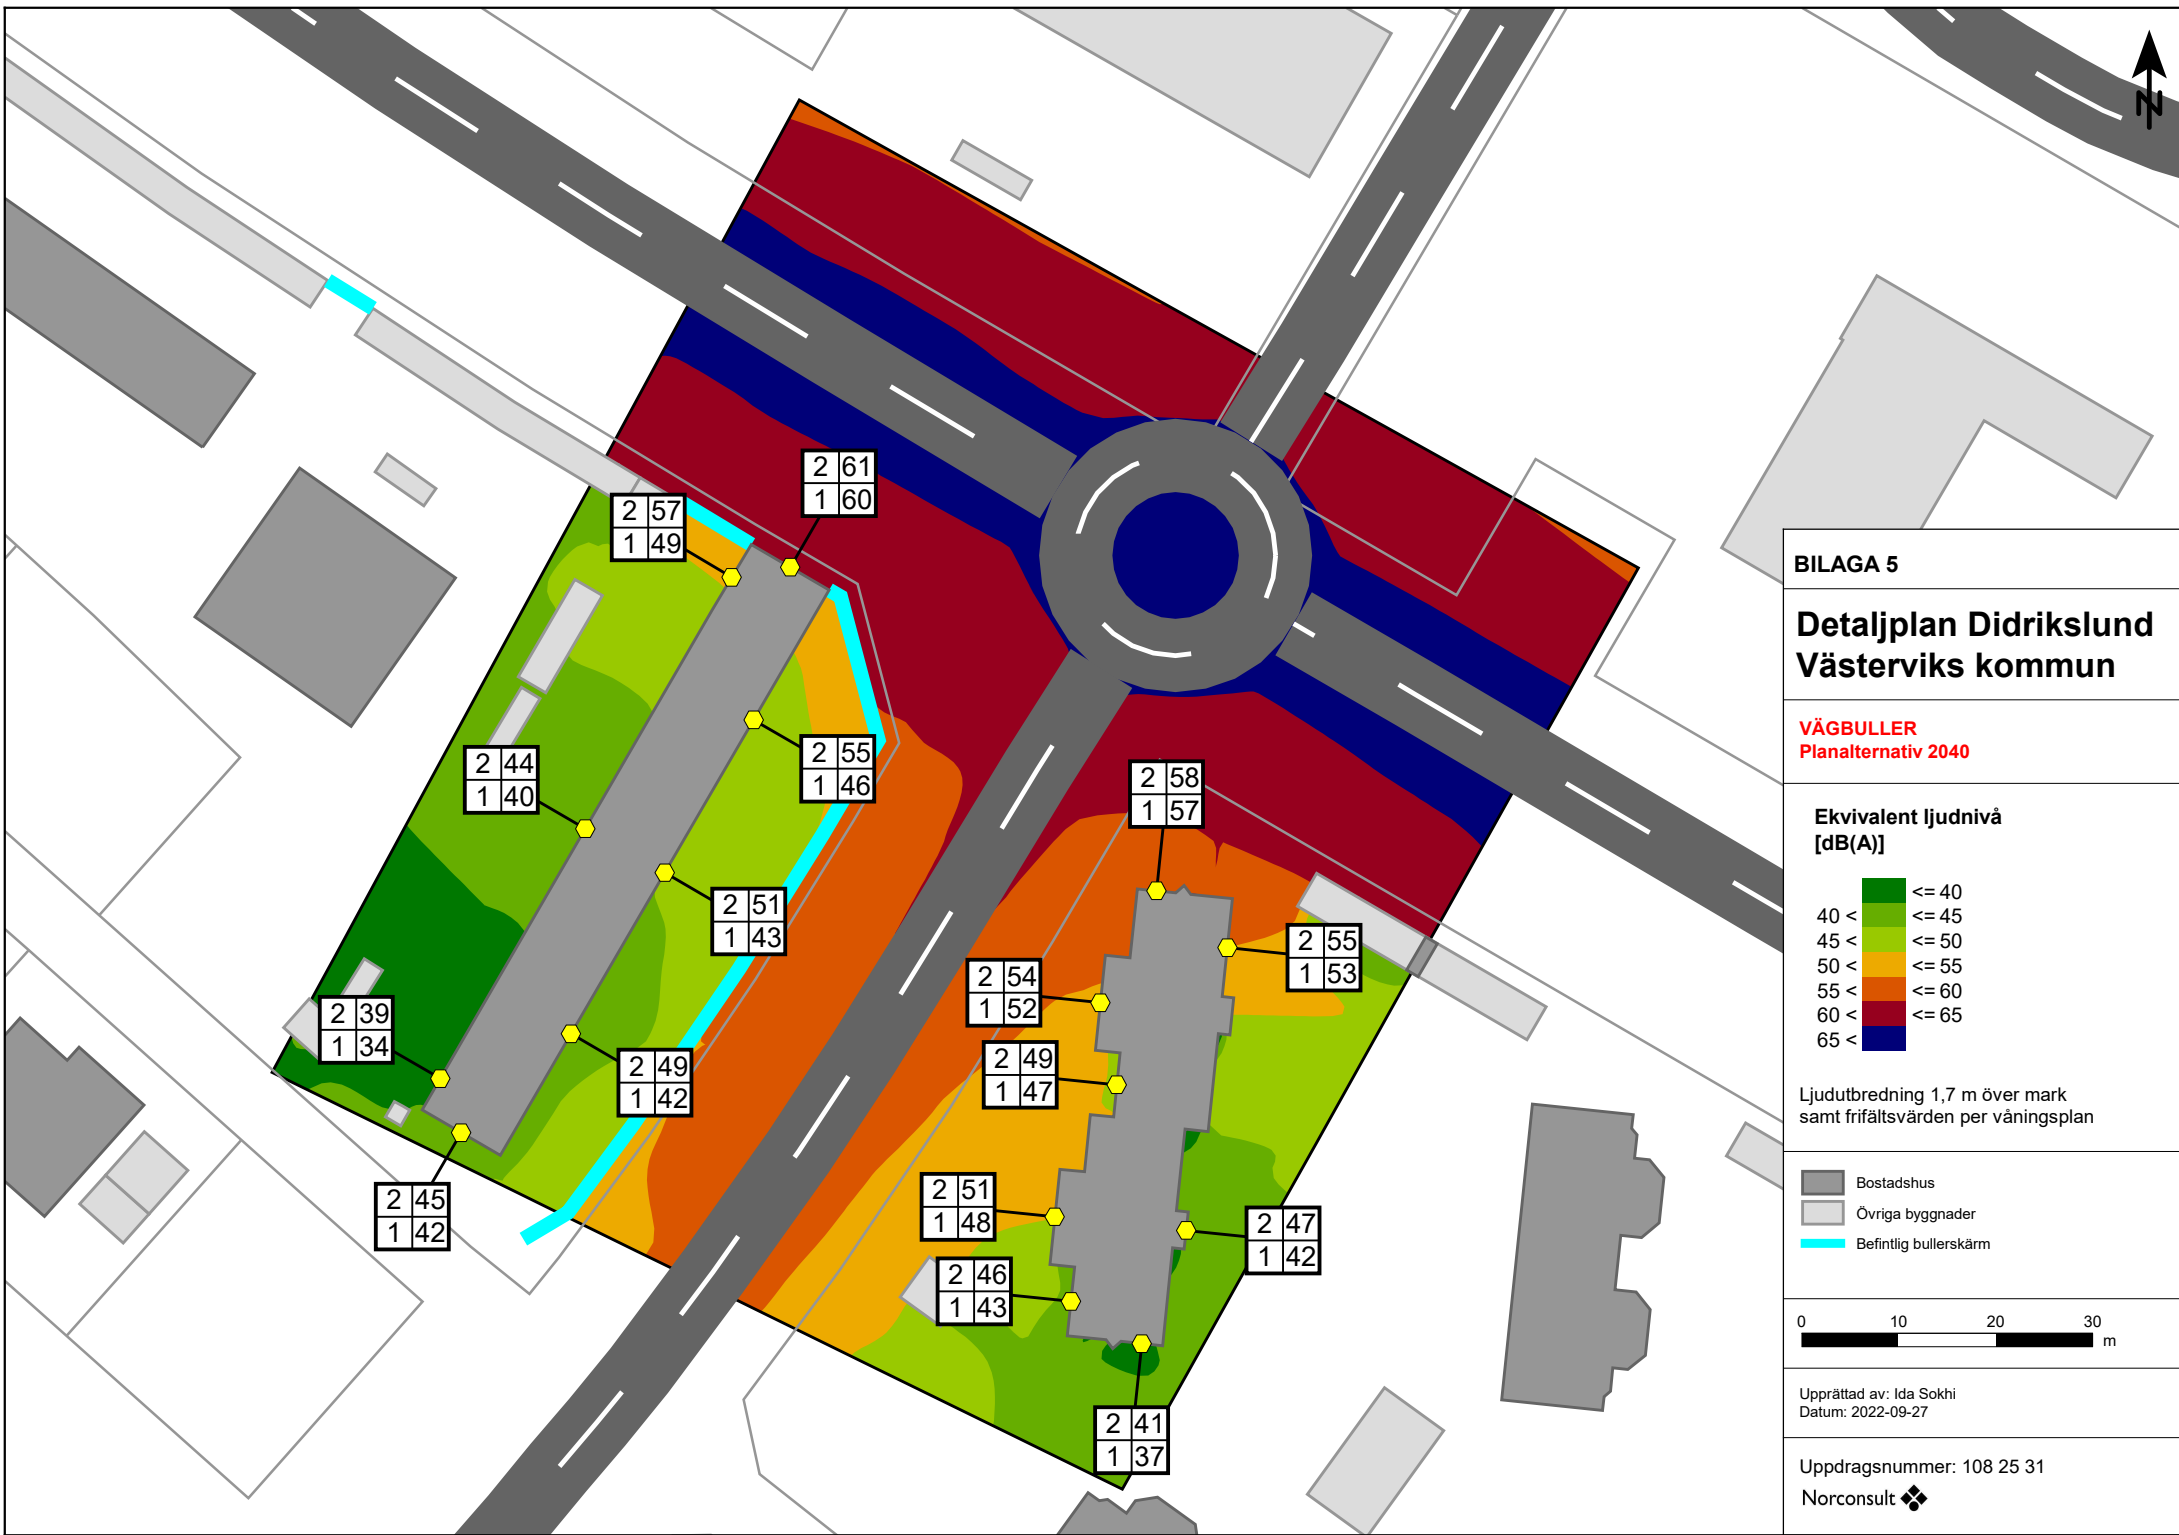 N
2 61
1 60
2 57
1 49
2 55
1 46
2 44
1 40
2 58
1 57
2 51
1 43
2 55
1 53
2 54
1 52
2 39
1 34
2 49
1 47
2 49
1 42
2 51
1 48
2 45
1 42
2 47
1 42
2 46
1 43
2 41
1 37
BILAGA 5
Detaljplan Didrikslund
Västerviks kommun
VÄGBULLER
Planalternativ 2040
Ekvivalent ljudnivå
[dB(A)]
<= 40
40 < <= 45
45 < <= 50
50 < <= 55
55 < <= 60
60 < <= 65
65 <
Ljudutbredning 1,7 m över mark
samt frifältsvärden per våningsplan
Bostadshus
Övriga byggnader
Befintlig bullerskärm
0 10 20 30
m
Upprättad av: Ida Sokhi
Datum: 2022-09-27
Uppdragsnummer: 108 25 31
Norconsult